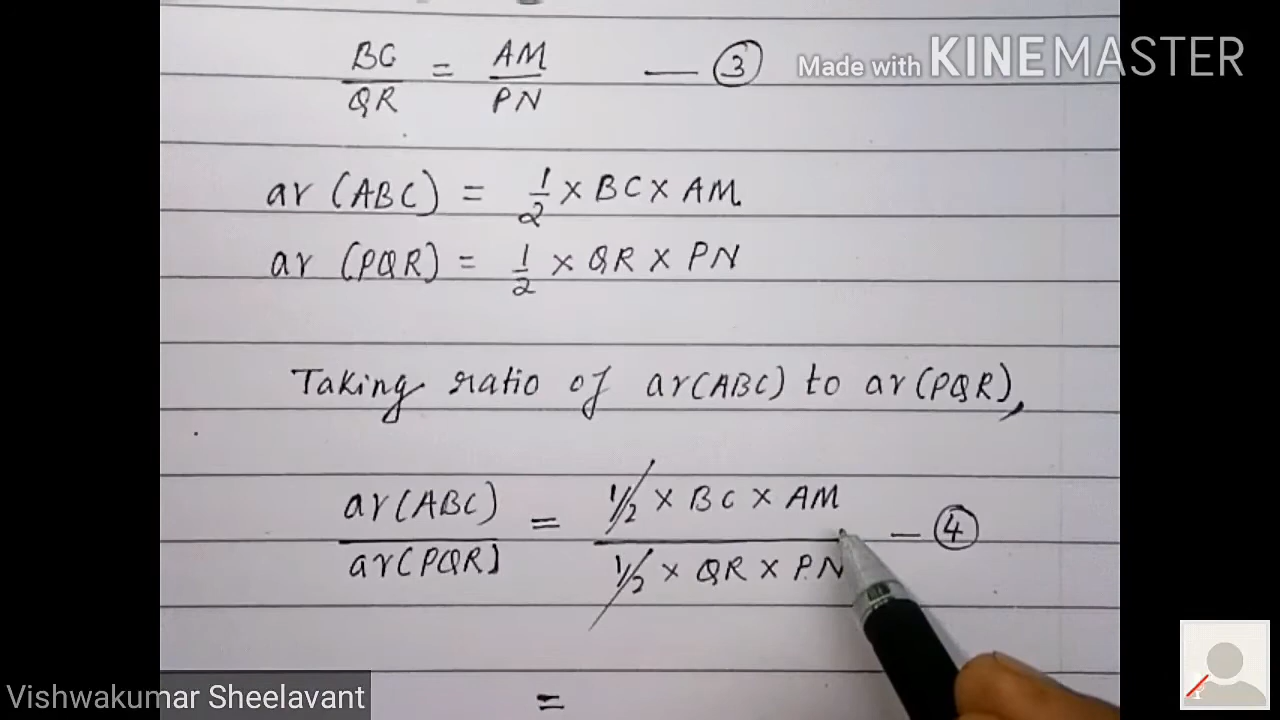 BC/QR = AM/PN — ③
Made with KINEMASTER
ar (ABC) = 1/2 × BC × AM
ar (PQR) = 1/2 × QR × PN
Taking ratio of ar(ABC) to ar(PQR),
ar(ABC)/ar(PQR) = 1/2 × BC × AM / 1/2 × QR × PN — ④
=
Vishwakumar Sheelavant